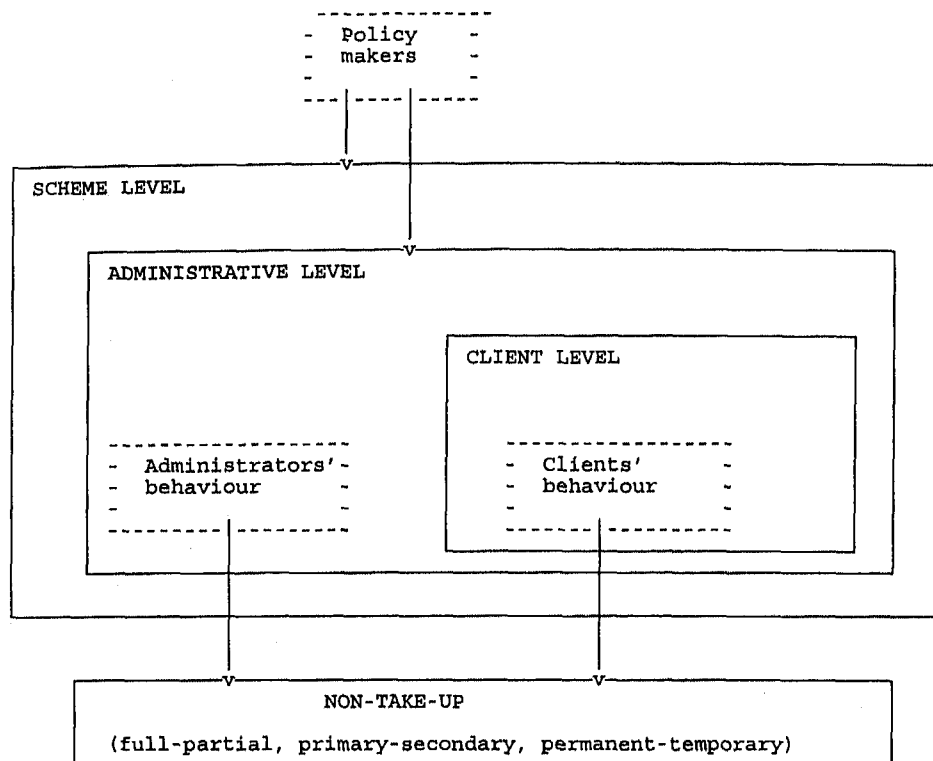 Policy
makers
SCHEME LEVEL
ADMINISTRATIVE LEVEL
CLIENT LEVEL
Administrators'
behaviour
Clients'
behaviour
NON-TAKE-UP
(full-partial, primary-secondary, permanent-temporary)